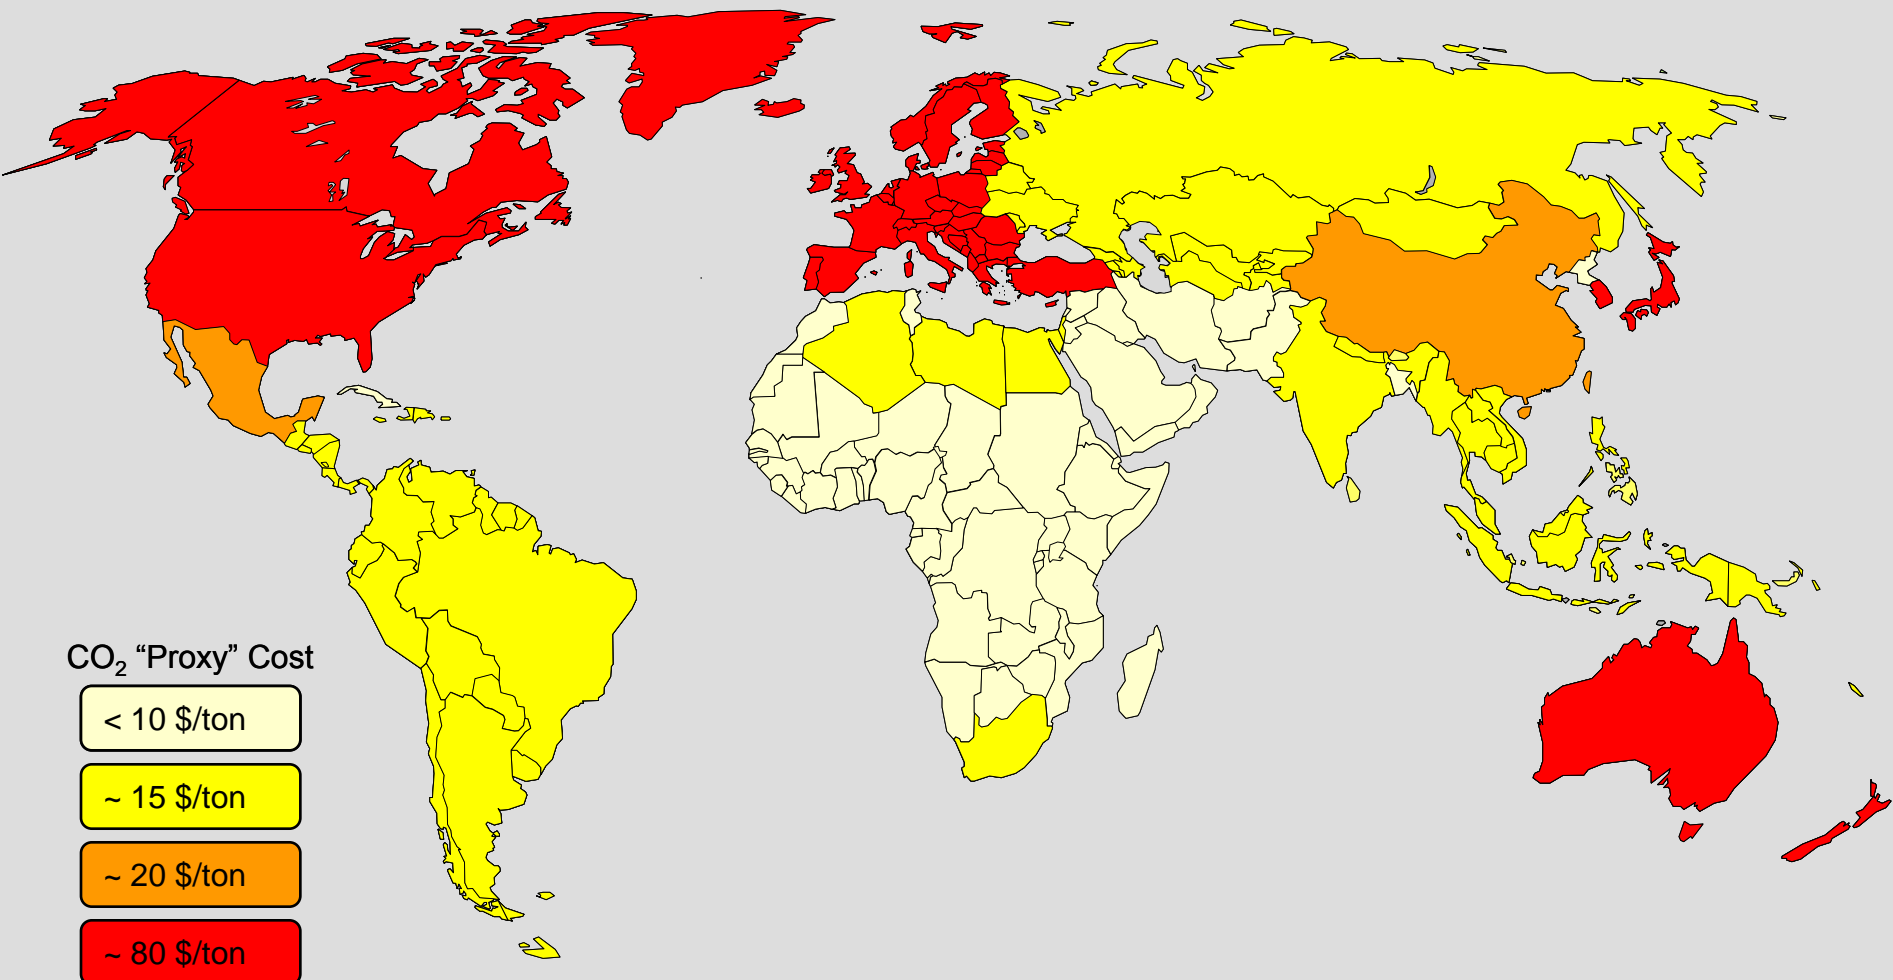 CO₂ “Proxy” Cost
< 10 $/ton
~ 15 $/ton
~ 20 $/ton
~ 80 $/ton